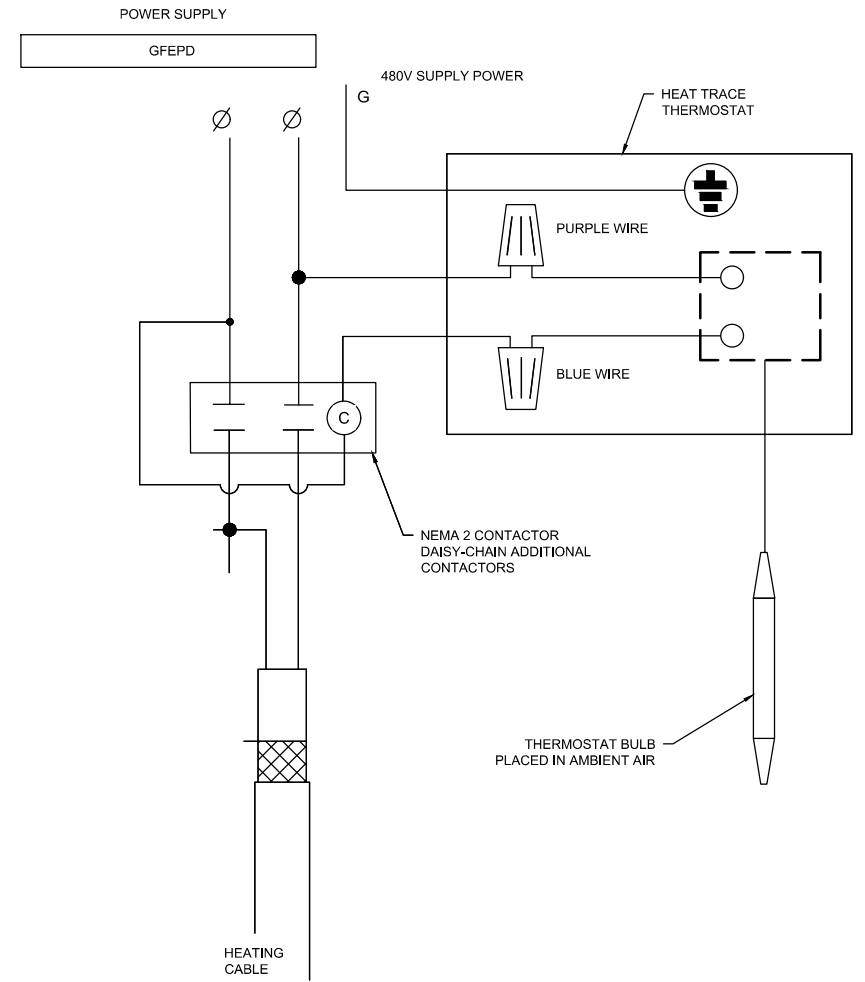 POWER SUPPLY
GFEPD
480V SUPPLY POWER
G
HEAT TRACE
THERMOSTAT
Ø
Ø
PURPLE WIRE
BLUE WIRE
C
NEMA 2 CONTACTOR
DAISY-CHAIN ADDITIONAL
CONTACTORS
THERMOSTAT BULB
PLACED IN AMBIENT AIR
HEATING
CABLE